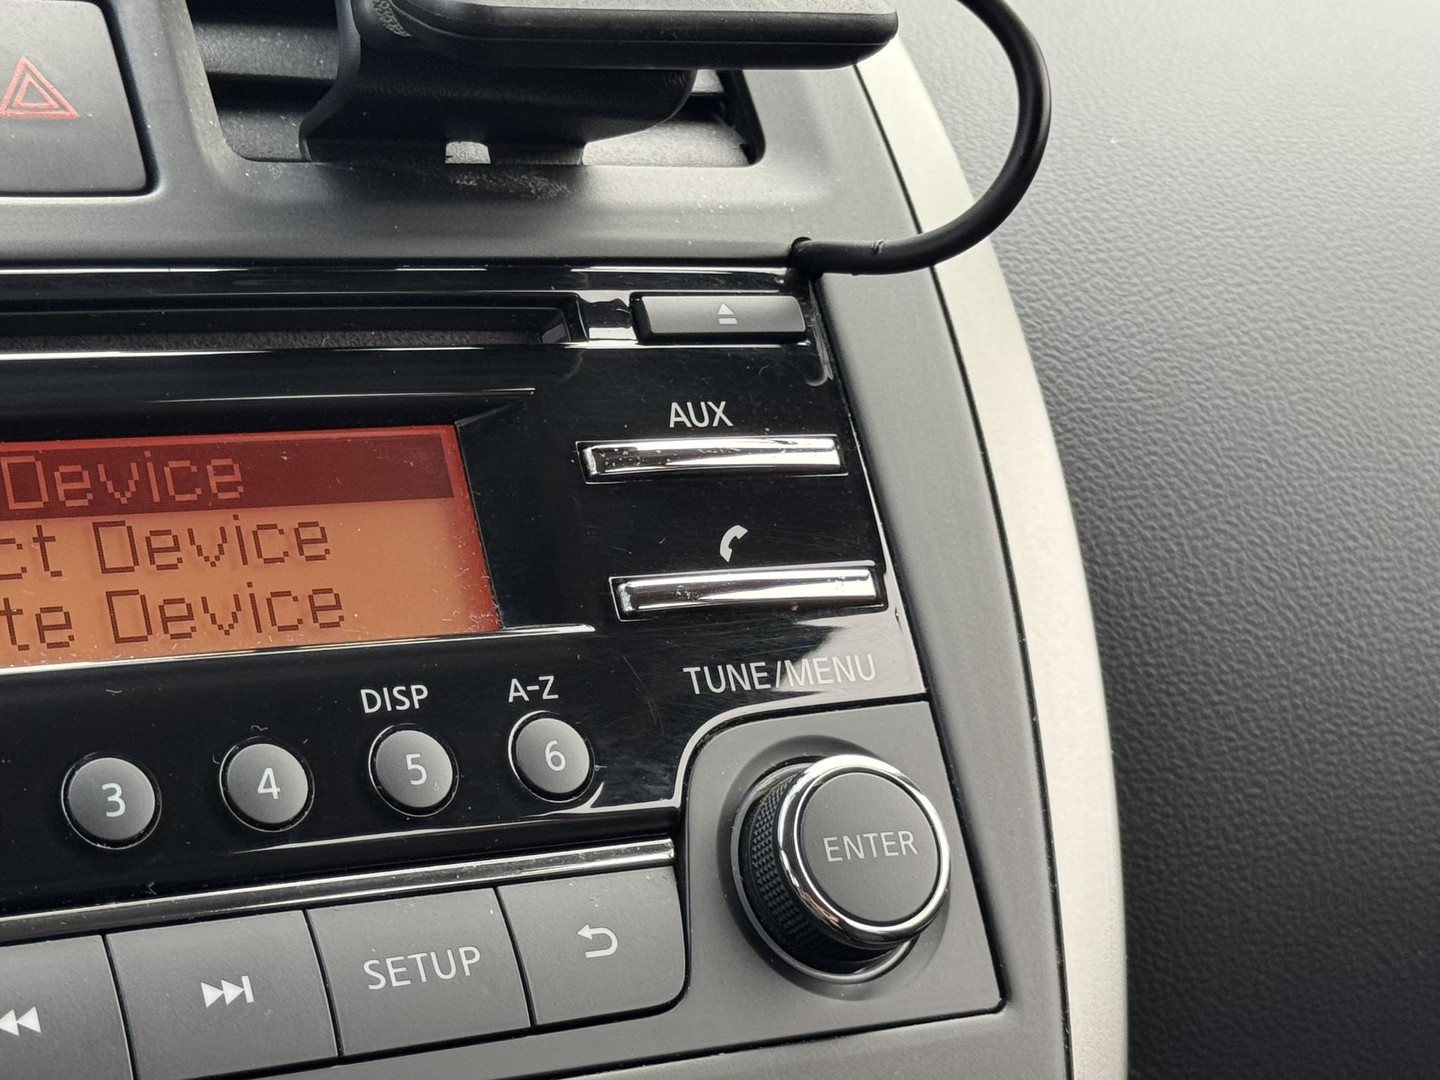 AUX
Device
ct Device
te Device
TUNE/MENU
DISP
A-Z
3
4
5
6
ENTER
SETUP